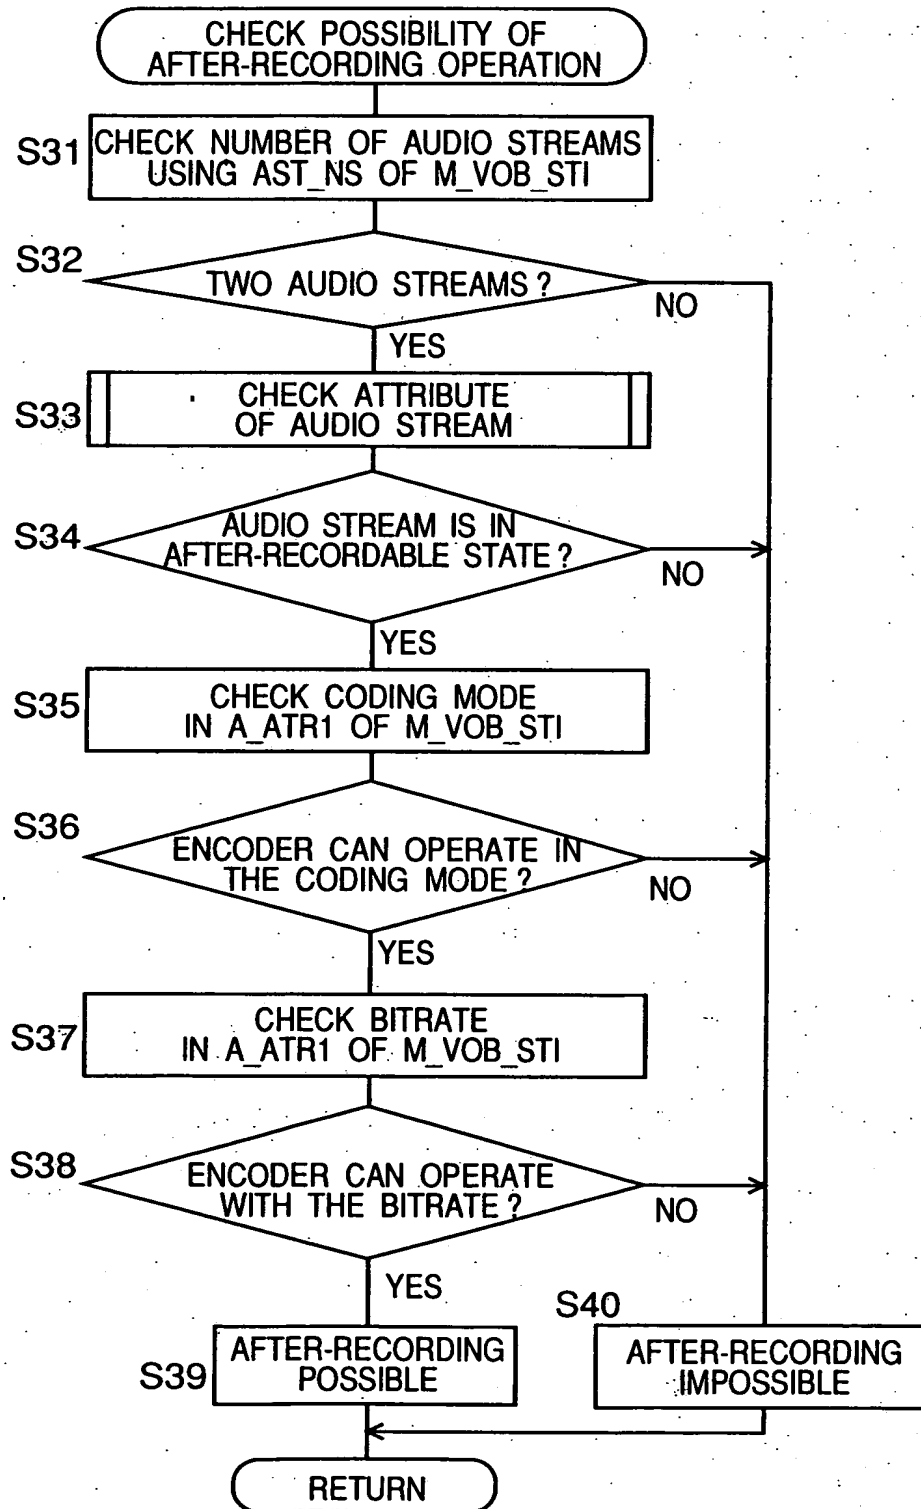 CHECK POSSIBILITY OF
AFTER-RECORDING OPERATION
S31
CHECK NUMBER OF AUDIO STREAMS
USING AST_NS OF M_VOB_STI
S32
TWO AUDIO STREAMS?
NO
YES
S33
CHECK ATTRIBUTE
OF AUDIO STREAM
S34
AUDIO STREAM IS IN
AFTER-RECORDABLE STATE?
NO
YES
S35
CHECK CODING MODE
IN A_ATR1 OF M_VOB_STI
S36
ENCODER CAN OPERATE IN
THE CODING MODE?
NO
YES
S37
CHECK BITRATE
IN A_ATR1 OF M_VOB_STI
S38
ENCODER CAN OPERATE
WITH THE BITRATE?
NO
YES
S39
AFTER-RECORDING
POSSIBLE
S40
AFTER-RECORDING
IMPOSSIBLE
RETURN